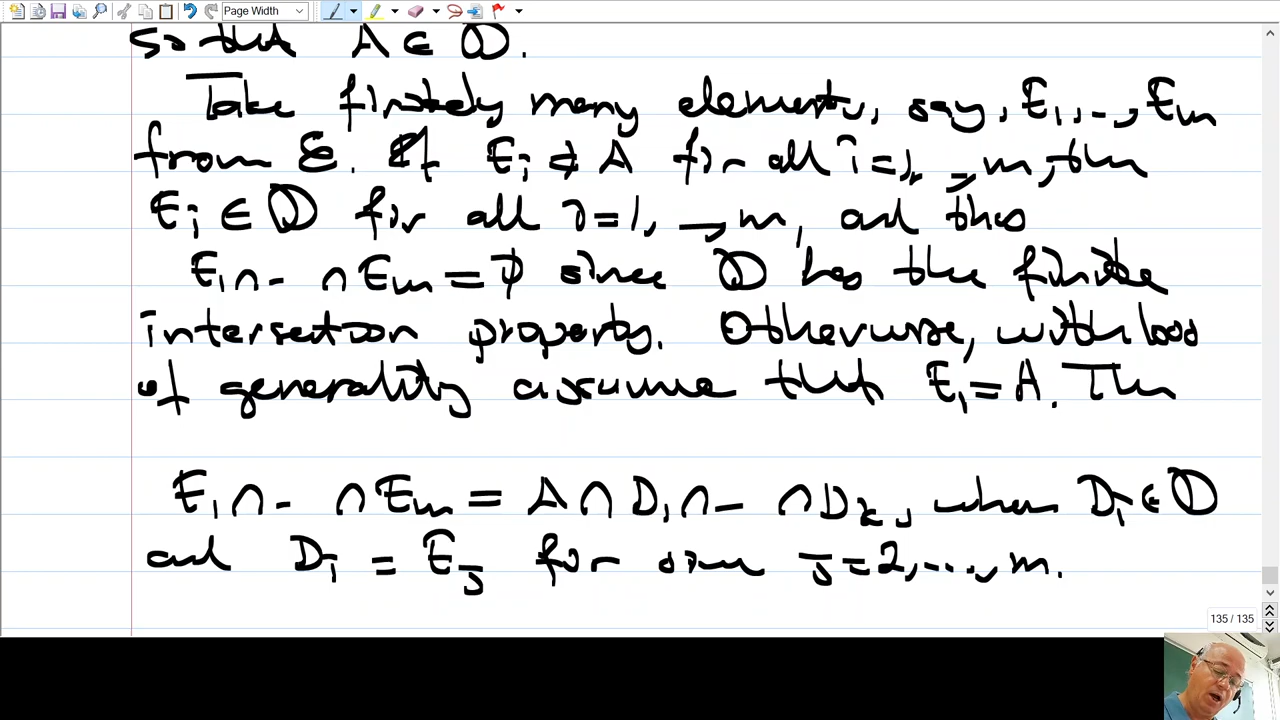 Page Width
so that A ∈ 𝔻.
Take finitely many elements, say, E₁, .., Eₘ
from ℰ. If Eᵢ ≠ A for all i=1, .., m, then
Eᵢ ∈ 𝔻 for all i=1, .., m, and thus
E₁∩.. ∩Eₘ = φ since 𝔻 has the finite
intersection property. Otherwise, with loss
of generality assume that E₁ = A. Then
E₁∩.. ∩Eₘ = A∩D₁∩.. ∩Dₖ, where Dᵢ ∈ 𝔻
and Dᵢ = Eⱼ for some j=2,...,m.
135 / 135